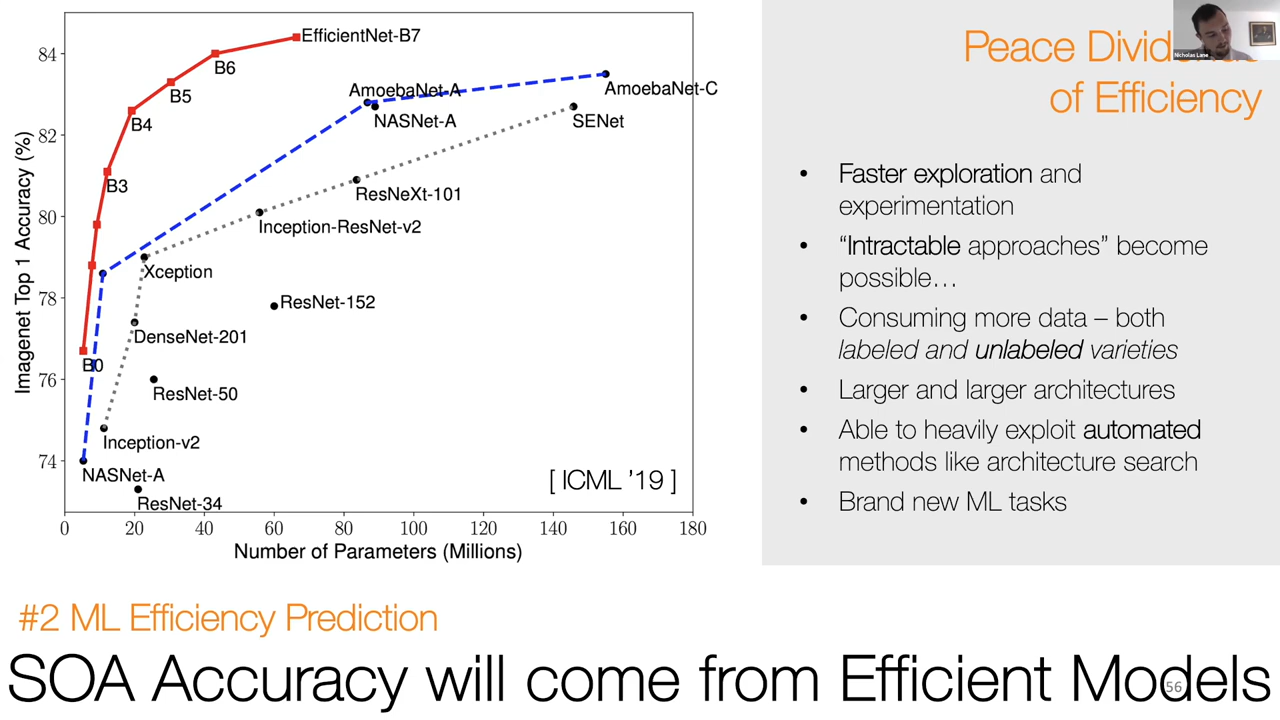 EfficientNet-B7
84
B6
AmoebaNet-A
AmoebaNet-C
B5
NASNet-A
SENet
B4
82
B3
ResNeXt-101
80
Inception-ResNet-v2
Xception
ResNet-152
78
DenseNet-201
B0
76
ResNet-50
Inception-v2
74
NASNet-A
ResNet-34
[ ICML ’19 ]
0 20 40 60 80 100 120 140 160 180
Number of Parameters (Millions)
Imagenet Top 1 Accuracy (%)
Nicholas Lane
of Efficiency
Peace
• Faster exploration and
experimentation
• “Intractable approaches” become
possible…
• Consuming more data – both
labeled and unlabeled varieties
• Larger and larger architectures
• Able to heavily exploit automated
methods like architecture search
• Brand new ML tasks
#2 ML Efficiency Prediction
SOA Accuracy will come from Efficient Models
56